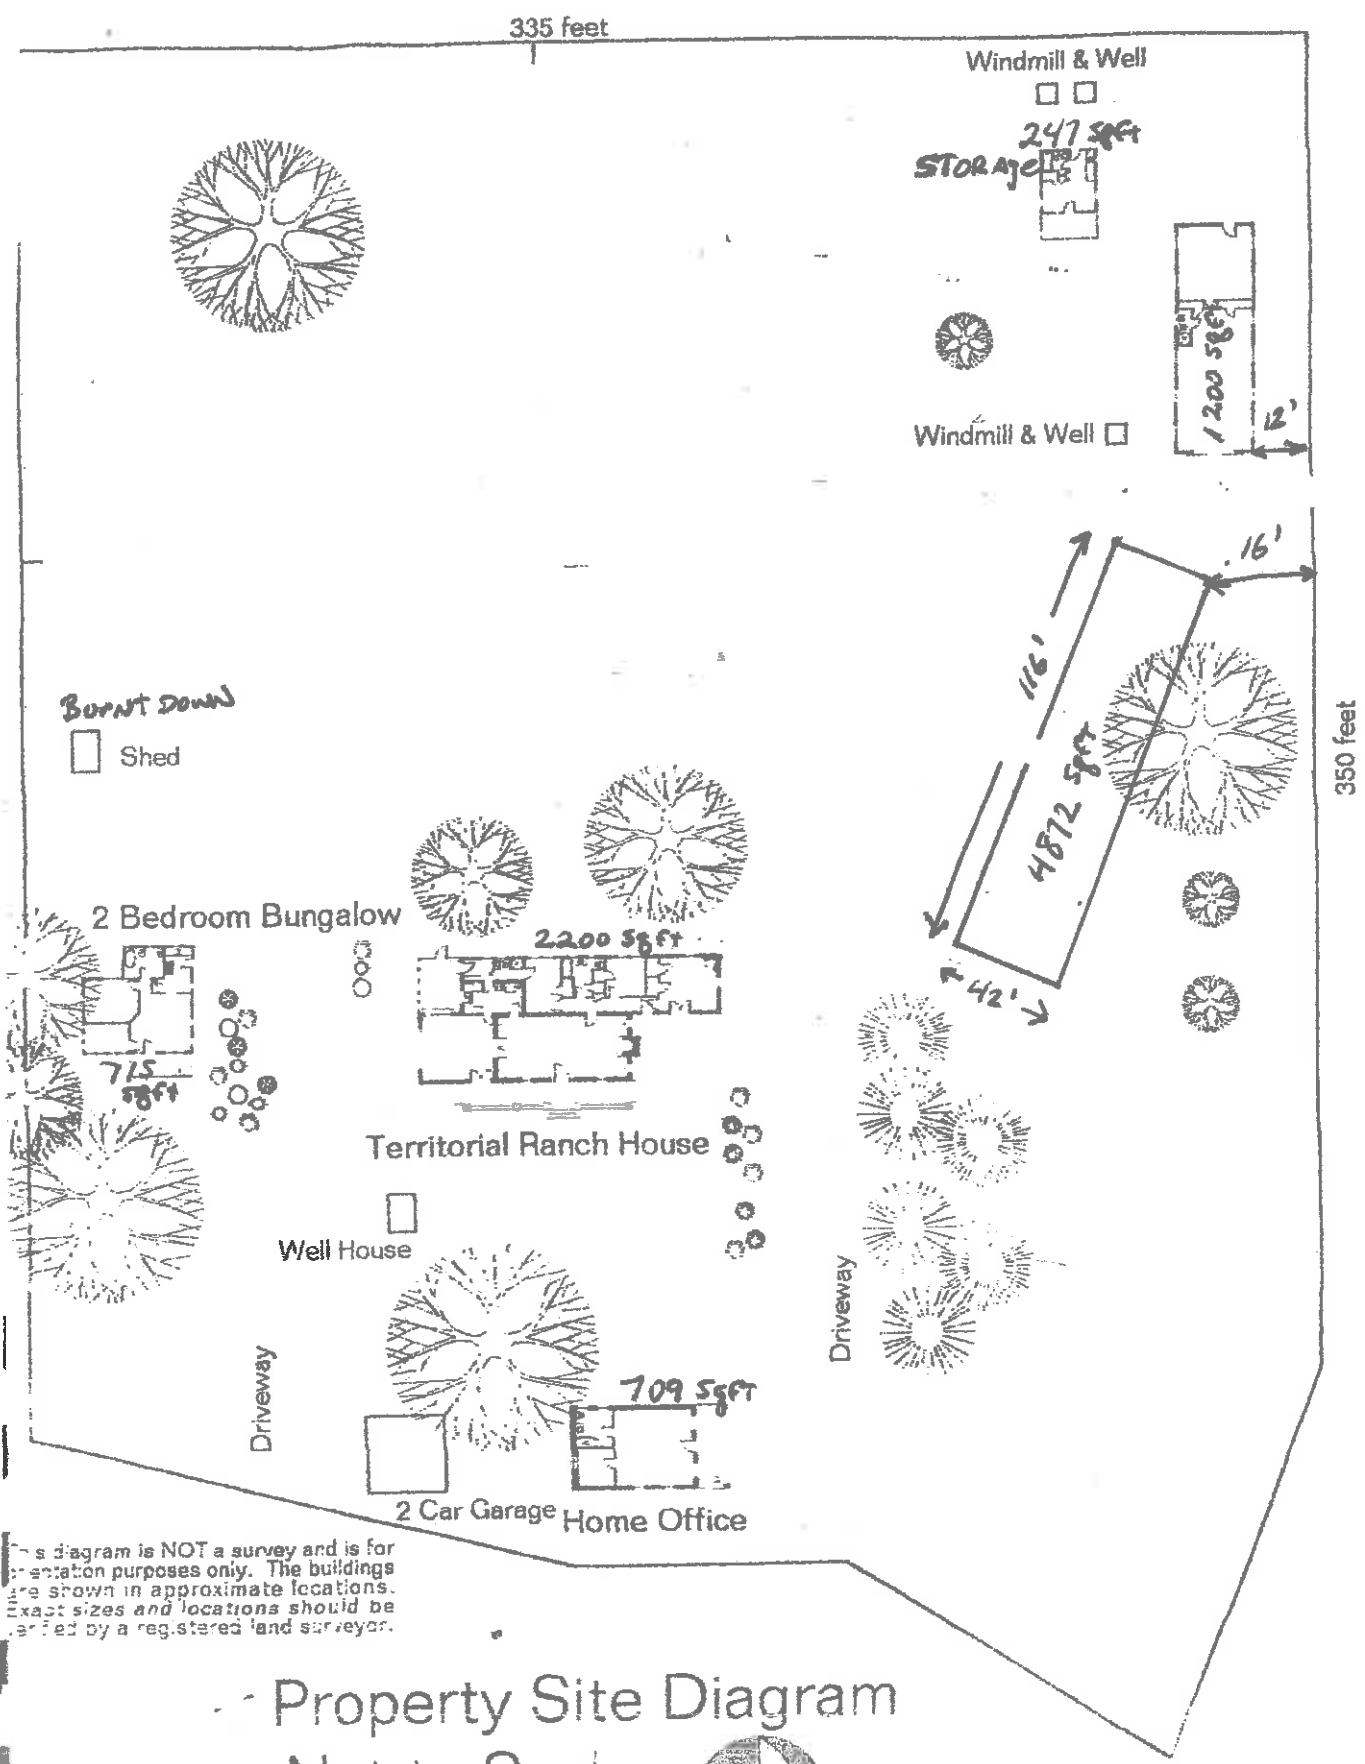 335 feet
Windmill & Well
247 sqft
STORAge
1200 sqft
12'
Windmill & Well
16'
116'
Burnt Down
Shed
350 feet
4872 sqft
2 Bedroom Bungalow
2200 sqft
42'
715
sqft
Territorial Ranch House
Well House
Driveway
Driveway
709 sqft
2 Car Garage
Home Office
s diagram is NOT a survey and is for
purposes only. The buildings
shown in approximate locations.
Exact sizes and locations should be
by a registered land surveyor.
Property Site Diagram